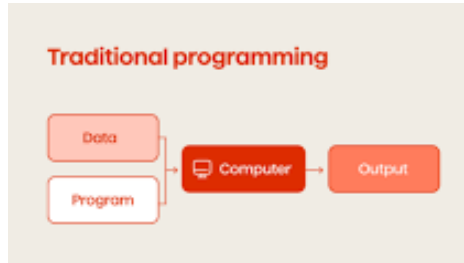 Traditional programming
Data
Program
Computer
Output